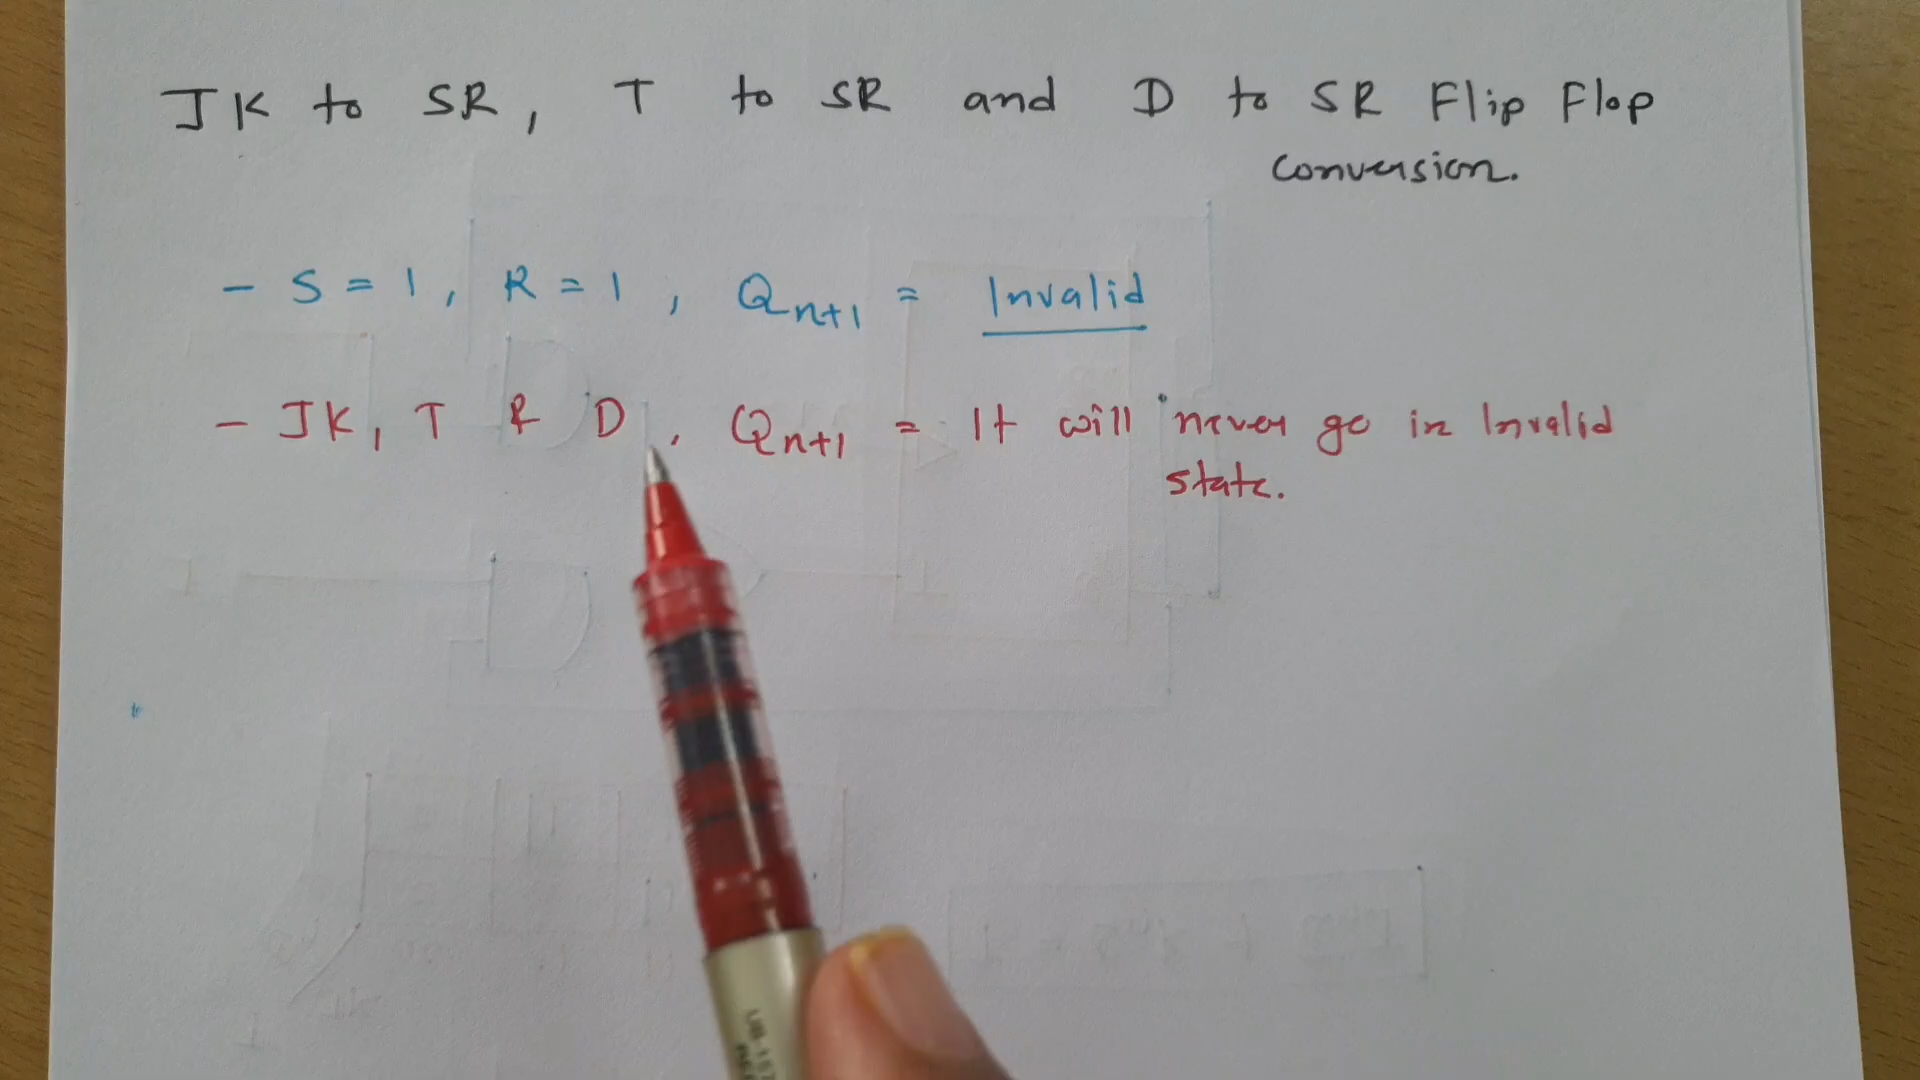 JK to SR, T to SR and D to SR Flip Flop
conversion.
- S = 1, R = 1, Qn+1 = Invalid
- JK, T & D, Qn+1 = It will never go in Invalid
state.